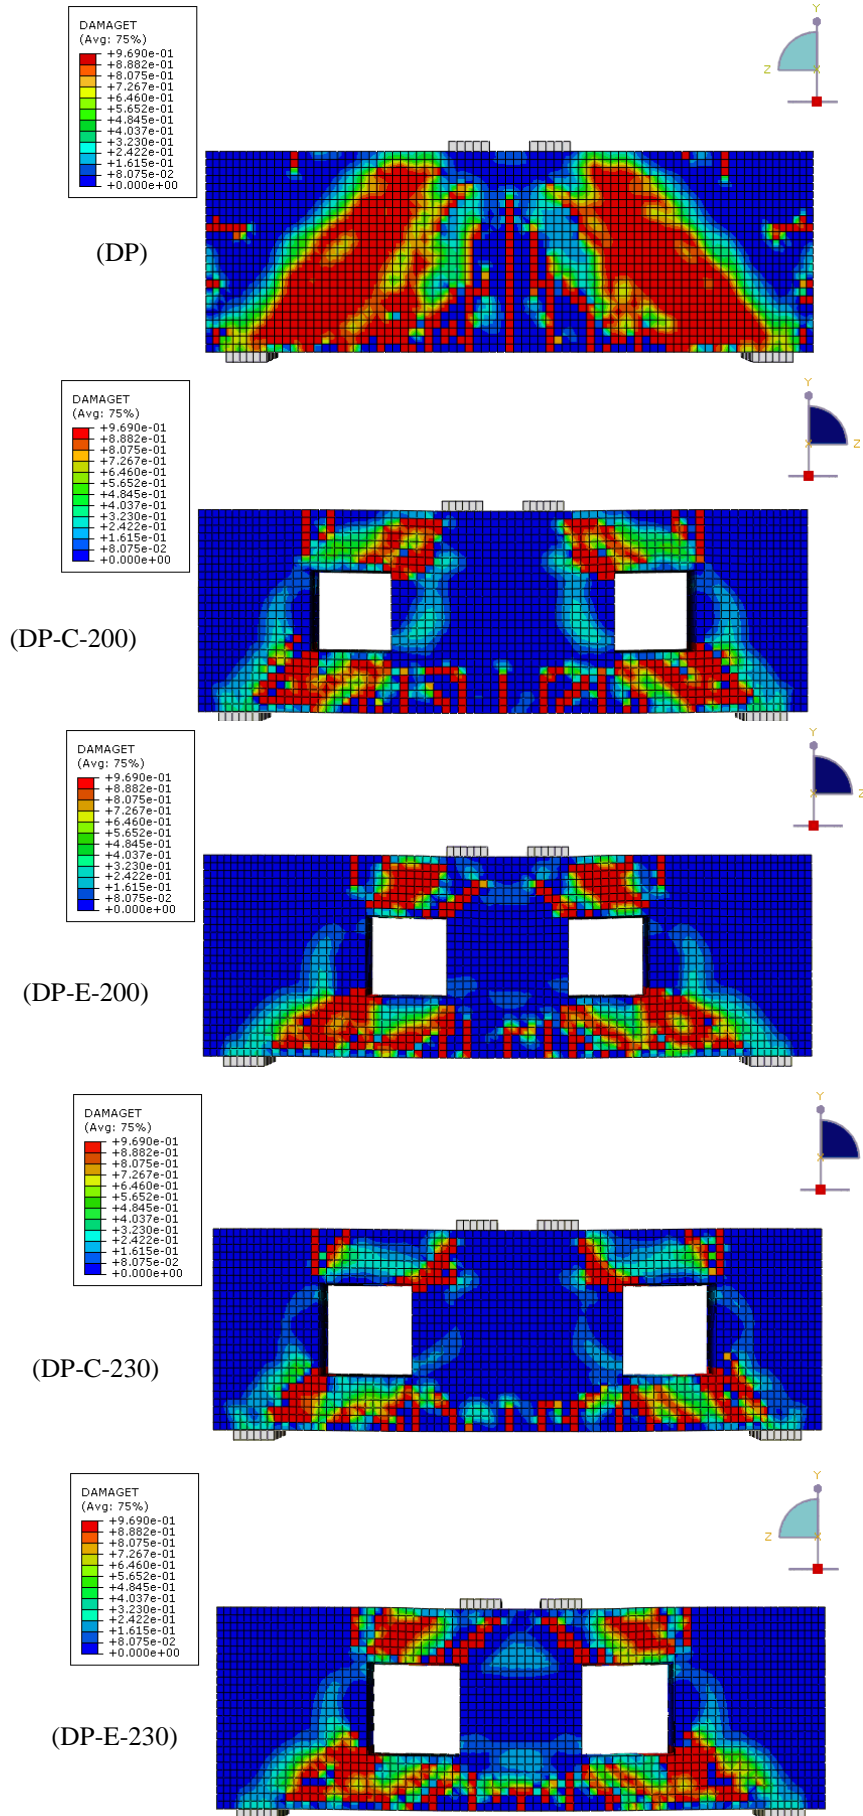 DAMAGET
(Avg: 75%)
+9.690e-01
+8.882e-01
+8.075e-01
+7.267e-01
+6.460e-01
+5.652e-01
+4.845e-01
+4.037e-01
+3.230e-01
+2.422e-01
+1.615e-01
+8.075e-02
+0.000e+00
Y
Z
X
(DP)
DAMAGET
(Avg: 75%)
+9.690e-01
+8.882e-01
+8.075e-01
+7.267e-01
+6.460e-01
+5.652e-01
+4.845e-01
+4.037e-01
+3.230e-01
+2.422e-01
+1.615e-01
+8.075e-02
+0.000e+00
Y
X
Z
(DP-C-200)
DAMAGET
(Avg: 75%)
+9.690e-01
+8.882e-01
+8.075e-01
+7.267e-01
+6.460e-01
+5.652e-01
+4.845e-01
+4.037e-01
+3.230e-01
+2.422e-01
+1.615e-01
+8.075e-02
+0.000e+00
Y
X
Z
(DP-E-200)
DAMAGET
(Avg: 75%)
+9.690e-01
+8.882e-01
+8.075e-01
+7.267e-01
+6.460e-01
+5.652e-01
+4.845e-01
+4.037e-01
+3.230e-01
+2.422e-01
+1.615e-01
+8.075e-02
+0.000e+00
Y
X
Z
(DP-C-230)
DAMAGET
(Avg: 75%)
+9.690e-01
+8.882e-01
+8.075e-01
+7.267e-01
+6.460e-01
+5.652e-01
+4.845e-01
+4.037e-01
+3.230e-01
+2.422e-01
+1.615e-01
+8.075e-02
+0.000e+00
Y
Z
X
(DP-E-230)